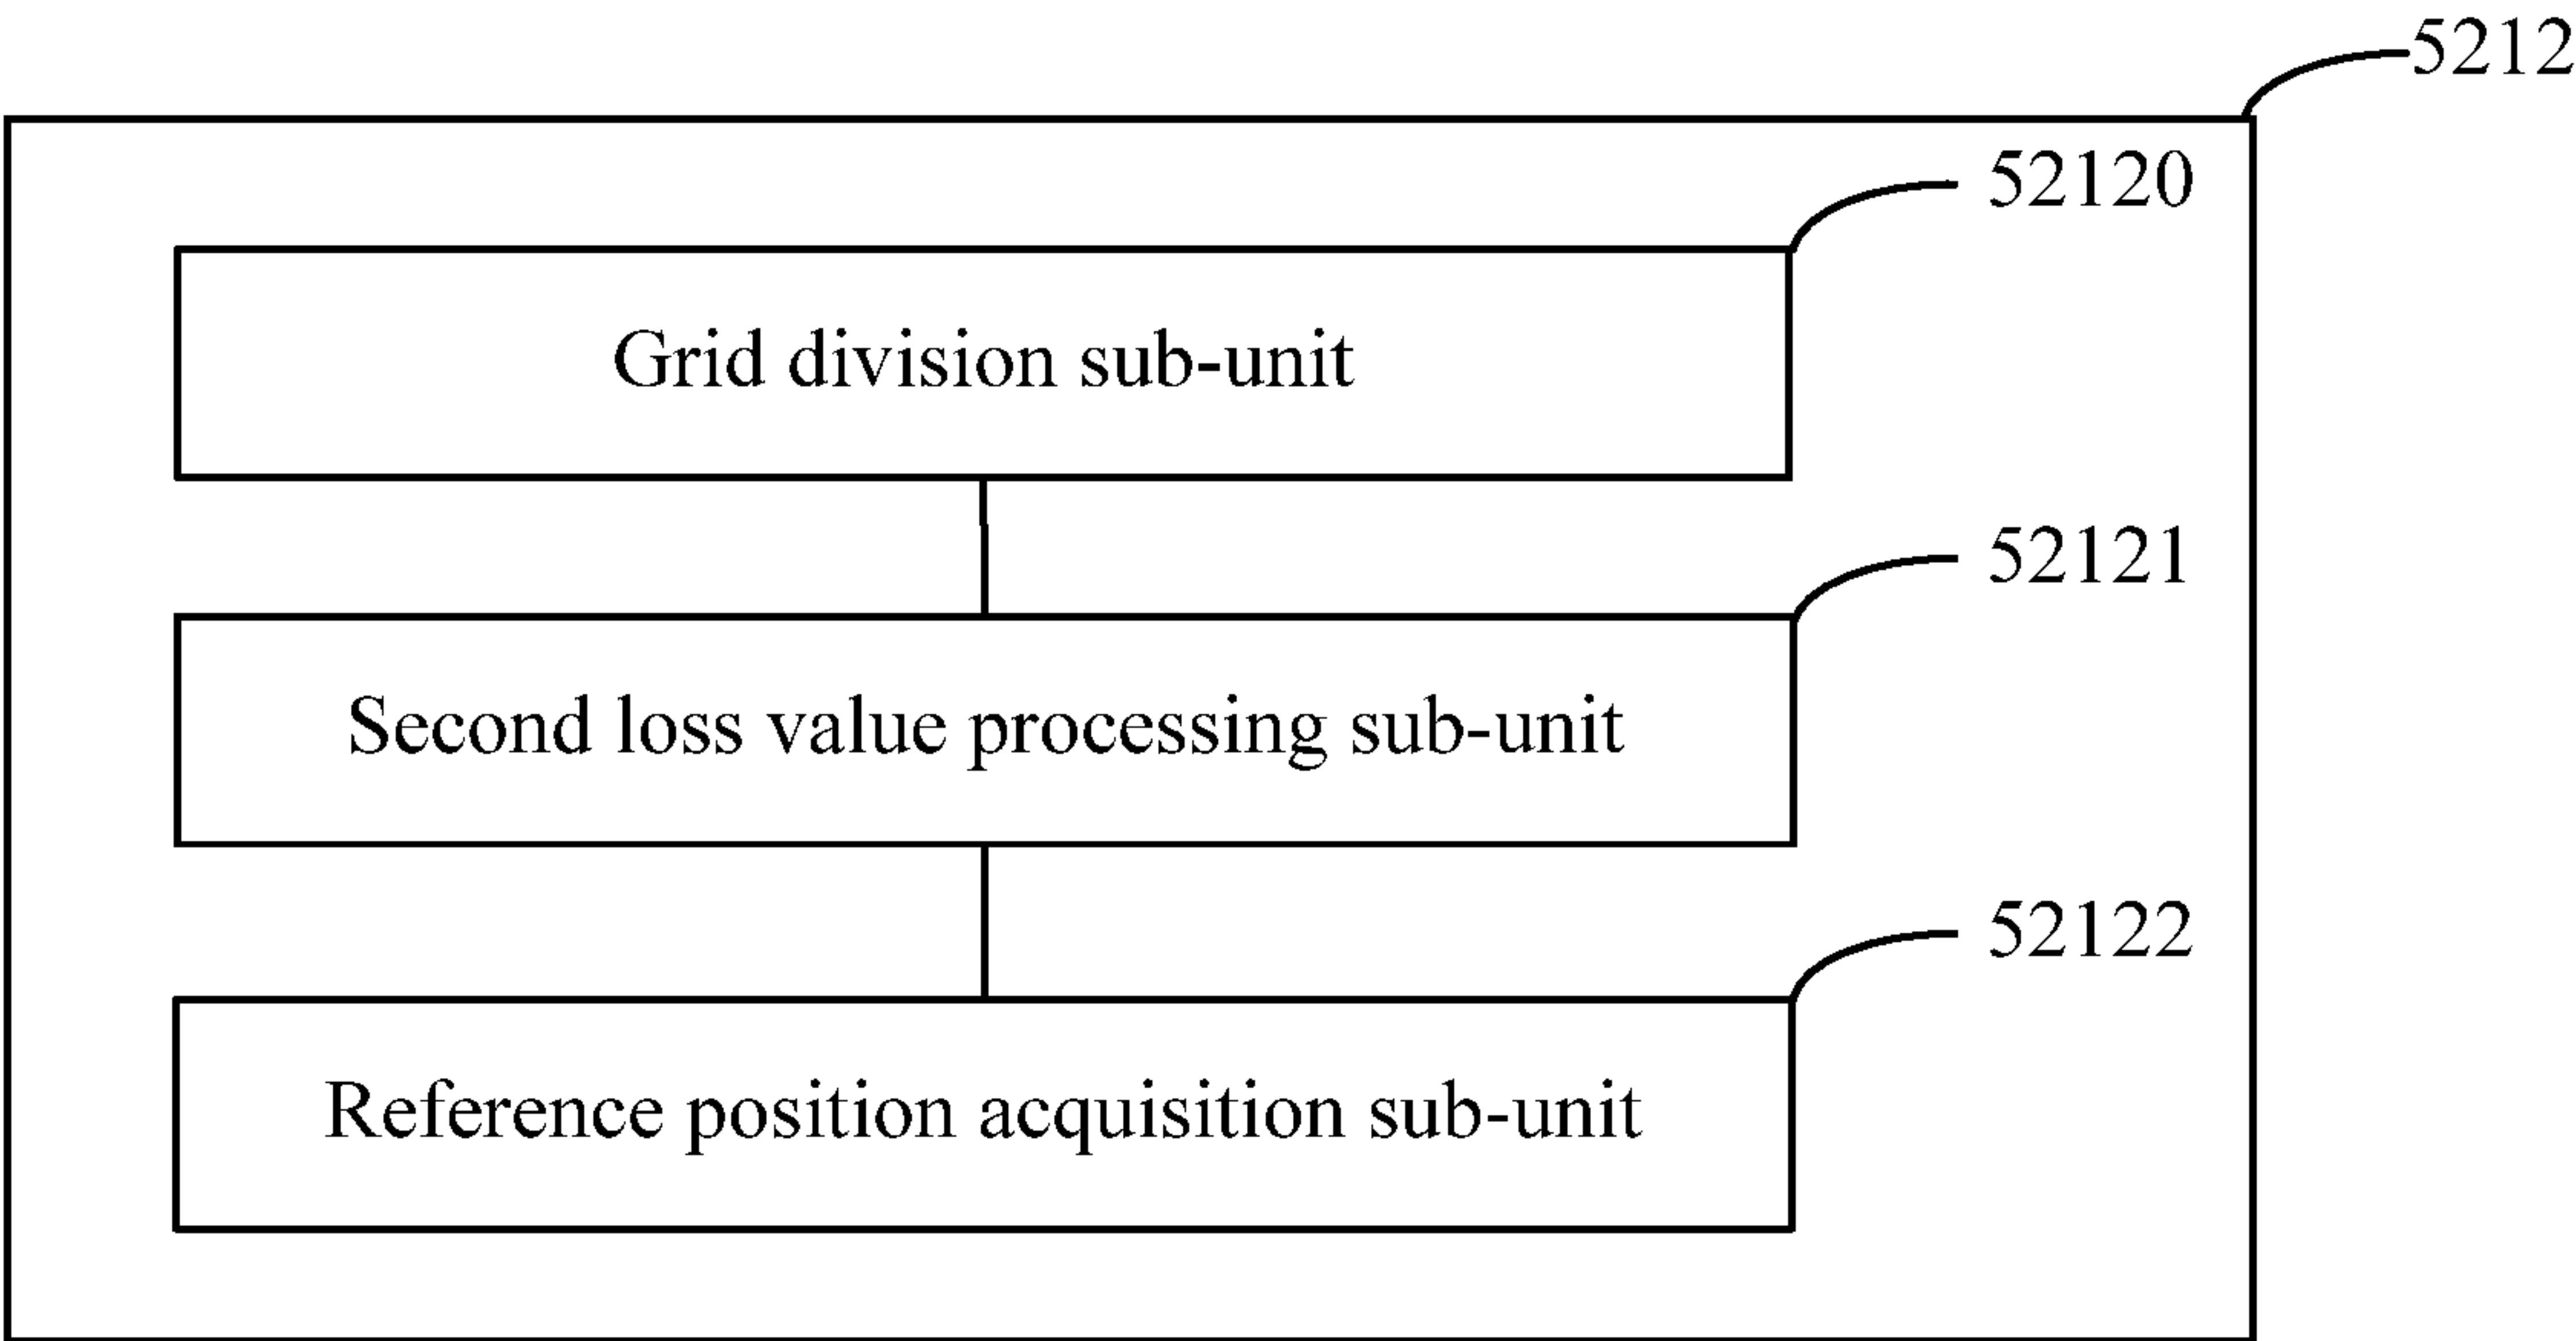 5212
52120
Grid division sub-unit
52121
Second loss value processing sub-unit
52122
Reference position acquisition sub-unit